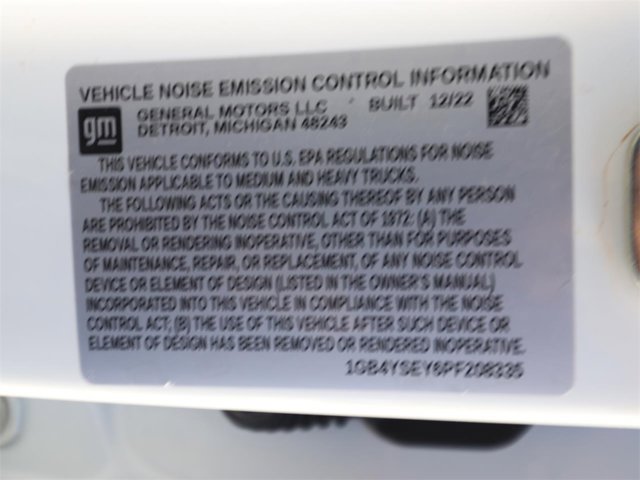 VEHICLE NOISE EMISSION CONTROL INFORMATION
gm GENERAL MOTORS LLC BUILT 12/22
DETROIT, MICHIGAN 48243
THIS VEHICLE CONFORMS TO U.S. EPA REGULATIONS FOR NOISE
EMISSION APPLICABLE TO MEDIUM AND HEAVY TRUCKS.
THE FOLLOWING ACTS OR THE CAUSING THEREOF BY ANY PERSON
ARE PROHIBITED BY THE NOISE CONTROL ACT OF 1972: (A) THE
REMOVAL OR RENDERING INOPERATIVE, OTHER THAN FOR PURPOSES
OF MAINTENANCE, REPAIR, OR REPLACEMENT, OF ANY NOISE CONTROL
DEVICE OR ELEMENT OF DESIGN (LISTED IN THE OWNER'S MANUAL)
INCORPORATED INTO THIS VEHICLE IN COMPLIANCE WITH THE NOISE
CONTROL ACT, (B) THE USE OF THIS VEHICLE AFTER SUCH DEVICE OR
ELEMENT OF DESIGN HAS BEEN REMOVED OR RENDERED INOPERATIVE.
1GB4YSEY6PF208335